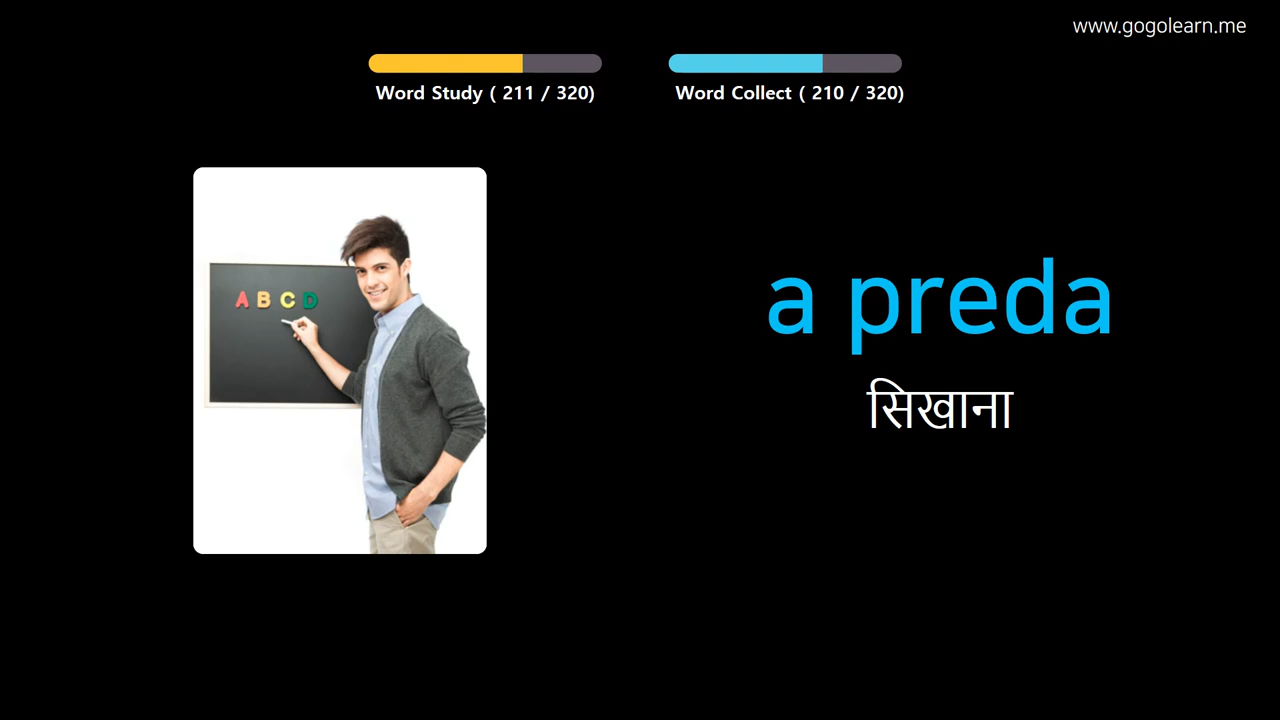 www.gogolearn.me
Word Study ( 211 / 320)
Word Collect ( 210 / 320)
A B C D
a preda
सिखाना